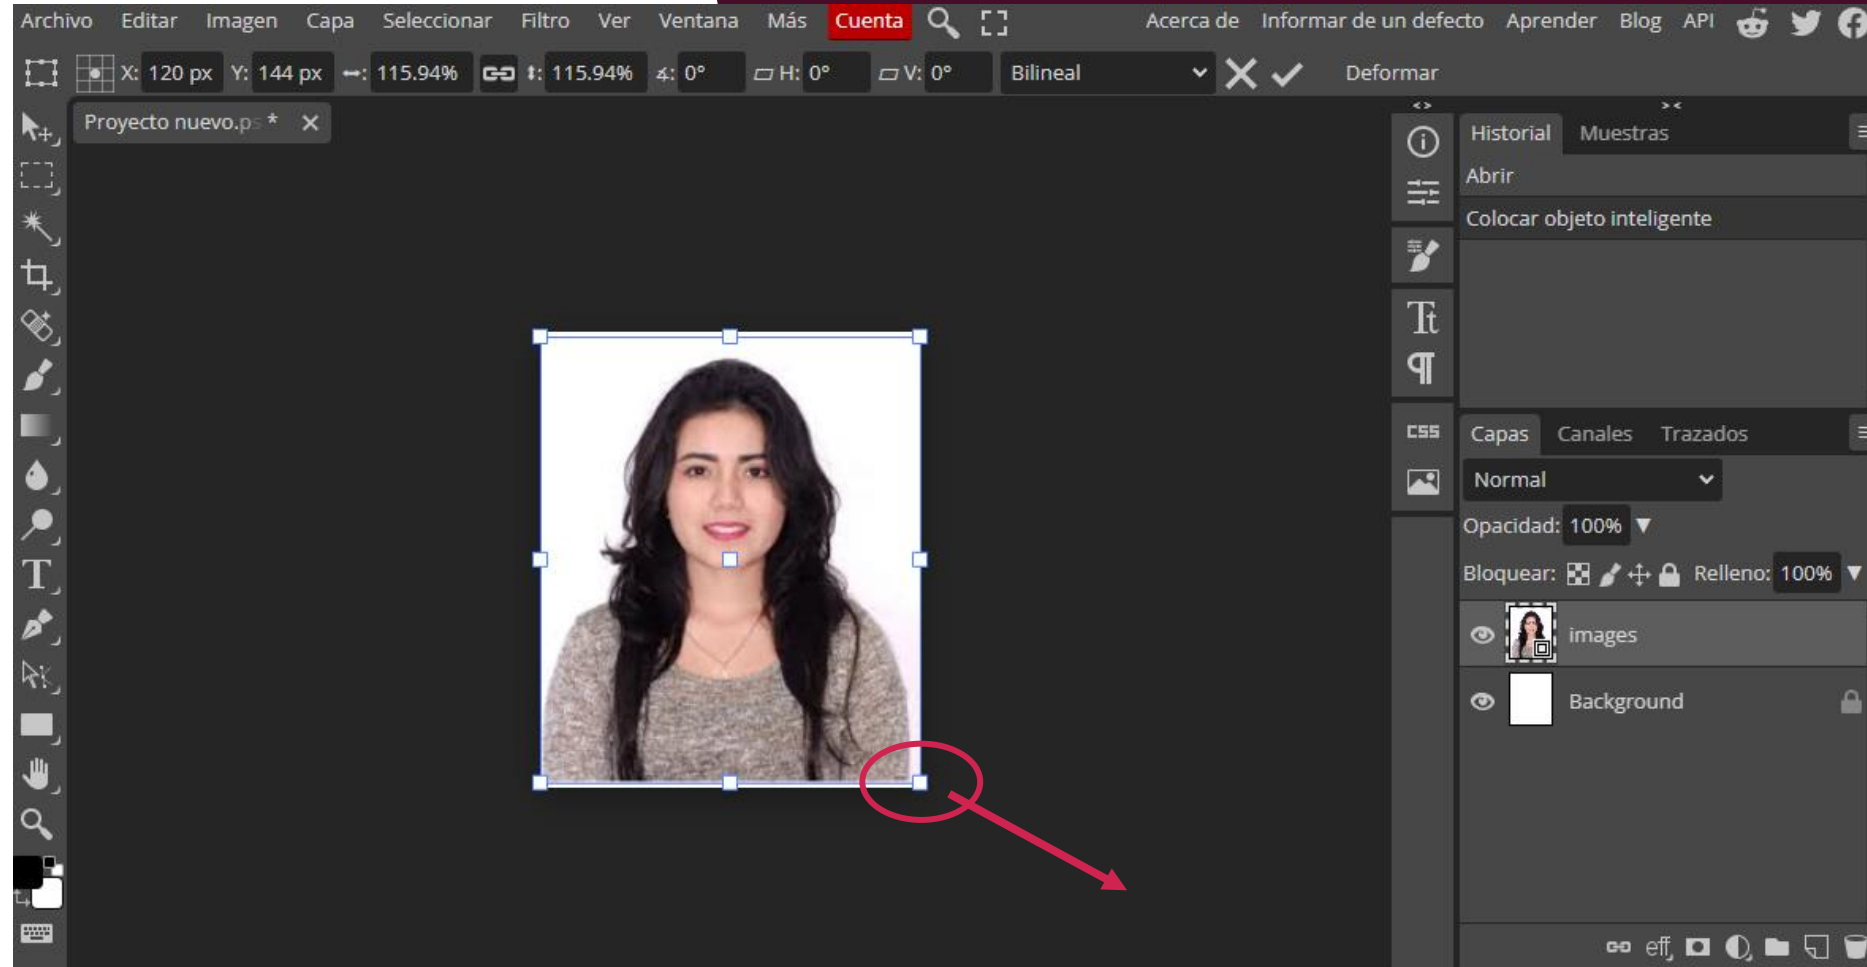 Archivo Editar Imagen Capa Seleccionar Filtro Ver Ventana Más Cuenta Acerca de Informar de un defecto Aprender Blog API
X: 120 px Y: 144 px ↔: 115.94% ↕: 115.94% ∡: 0° ▱ H: 0° ▱ V: 0° Bilineal Deformar
Proyecto nuevo.ps * X
Historial Muestras
Abrir
Colocar objeto inteligente
CSS
Capas Canales Trazados
Normal
Opacidad: 100% ▼
Bloquear: Relleno: 100% ▼
images
Background
eff